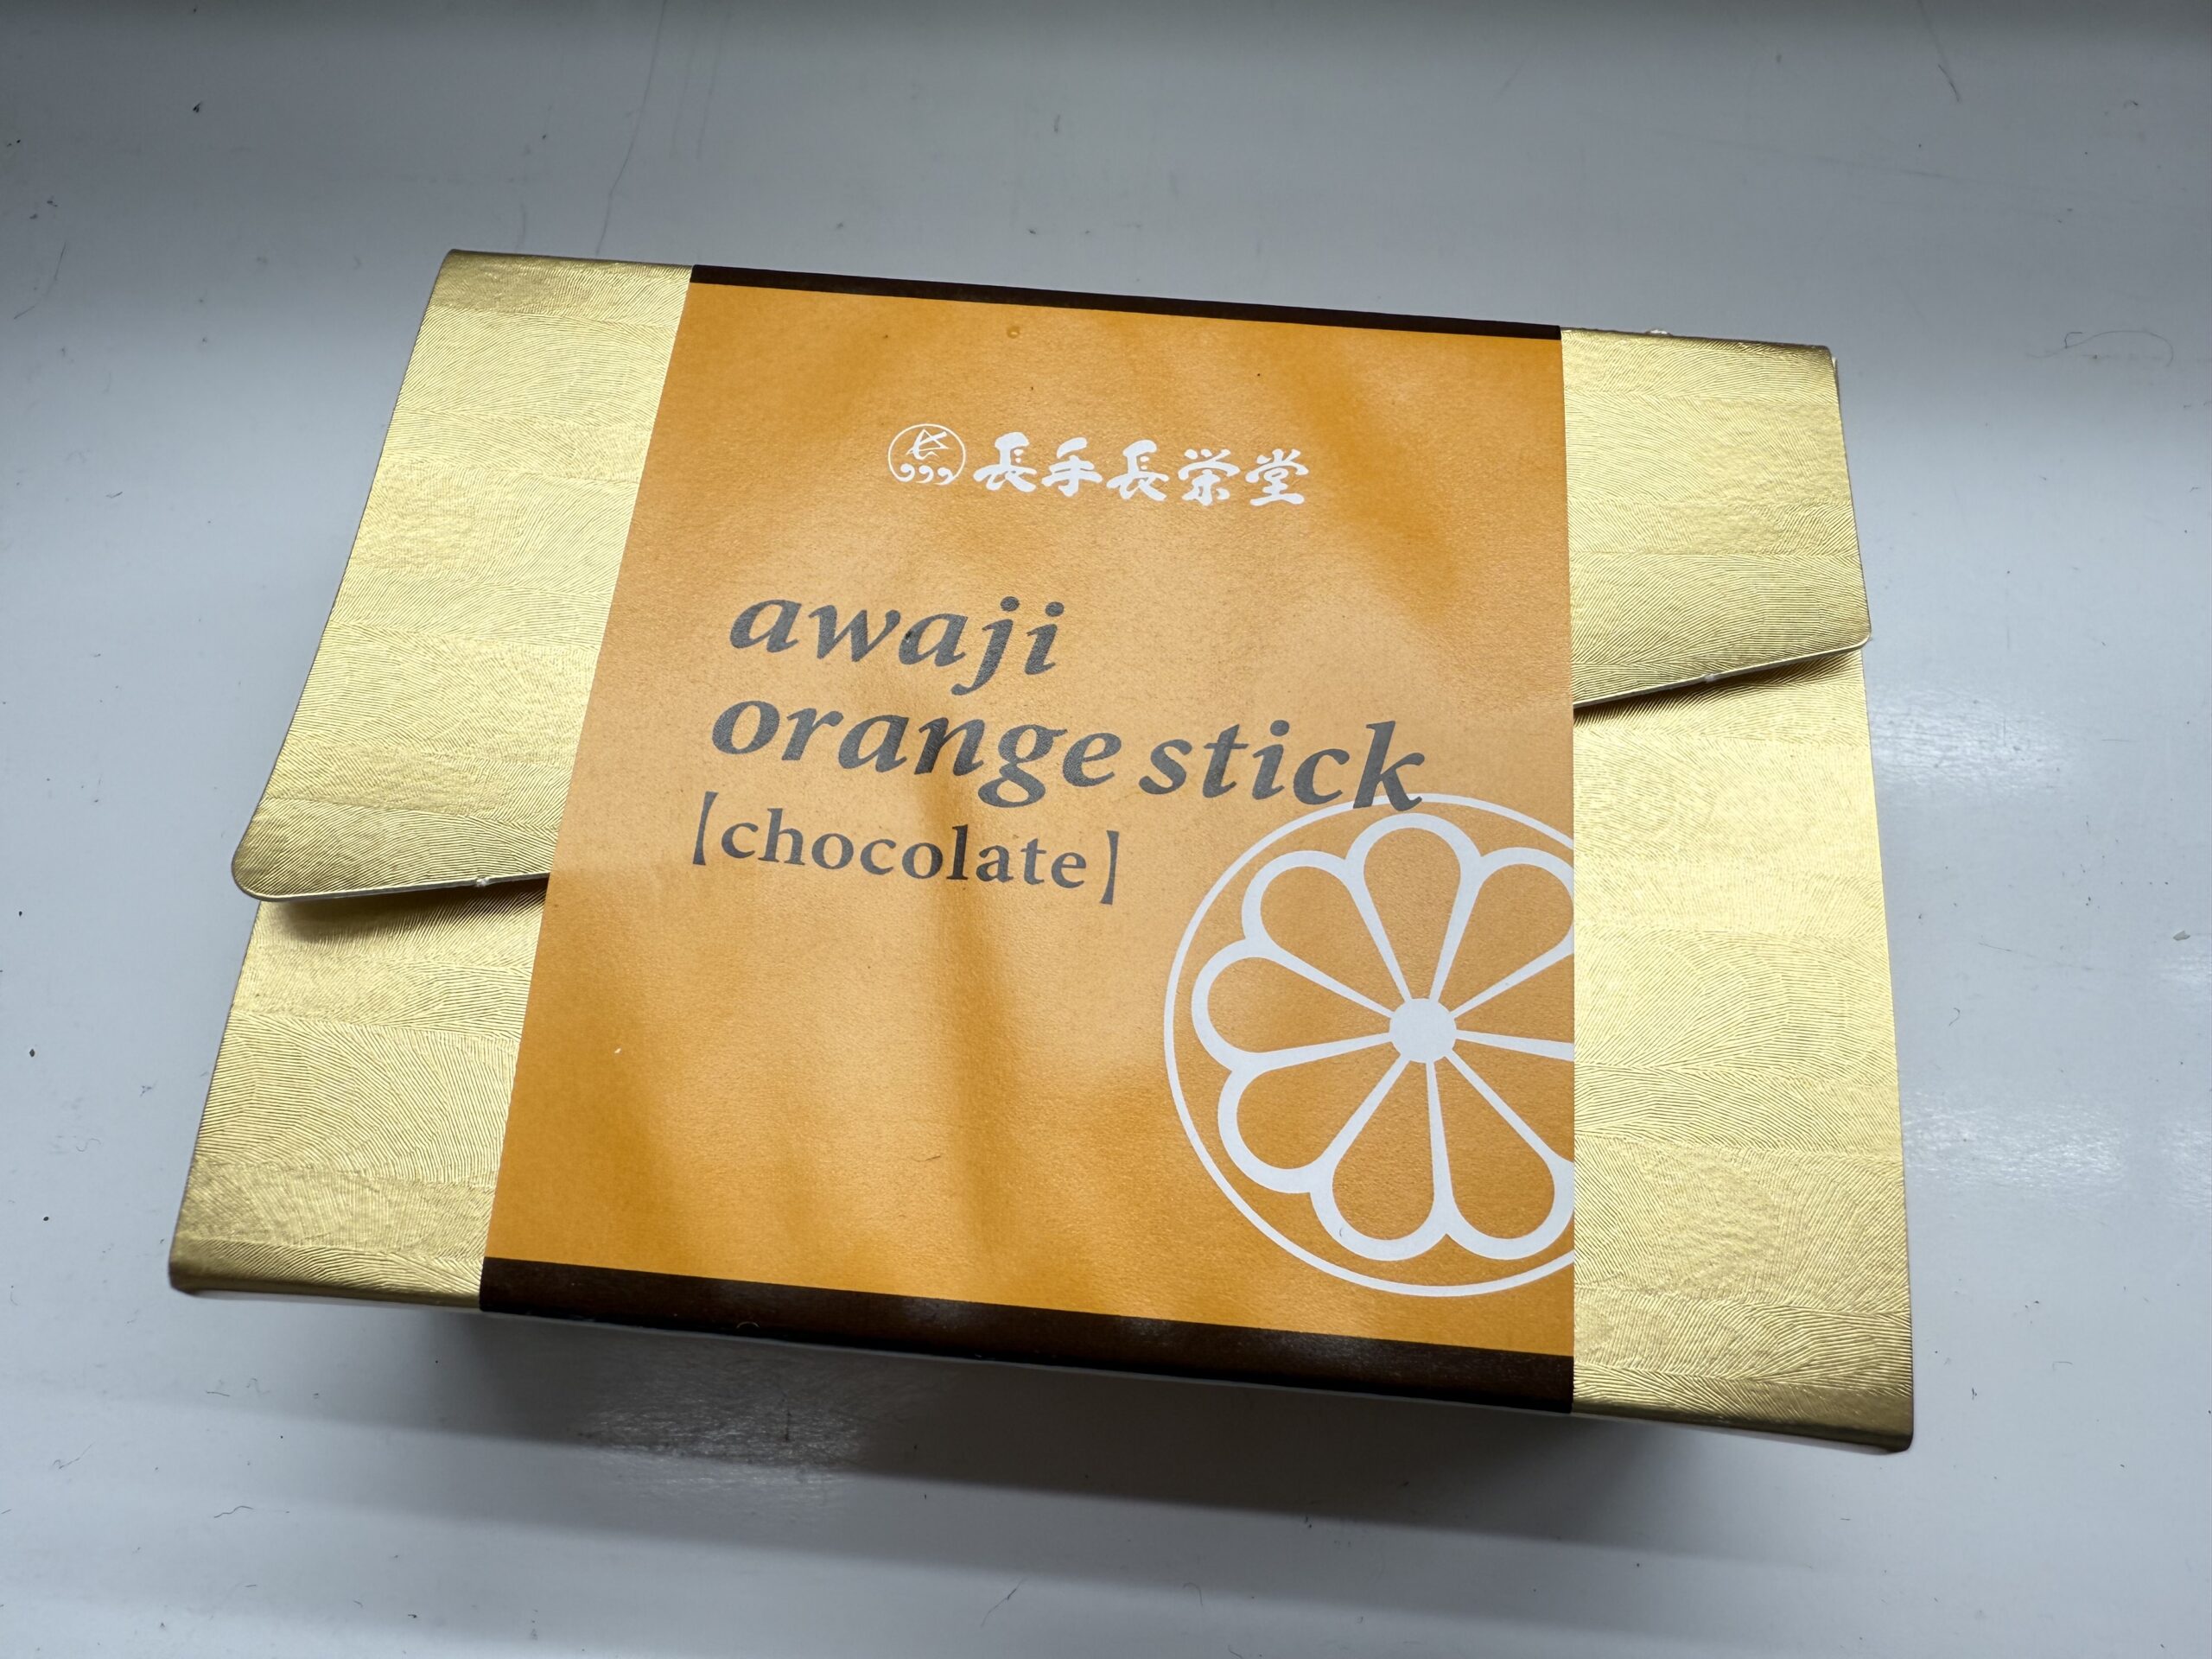 長手長栄堂
awaji
orange stick
【chocolate】